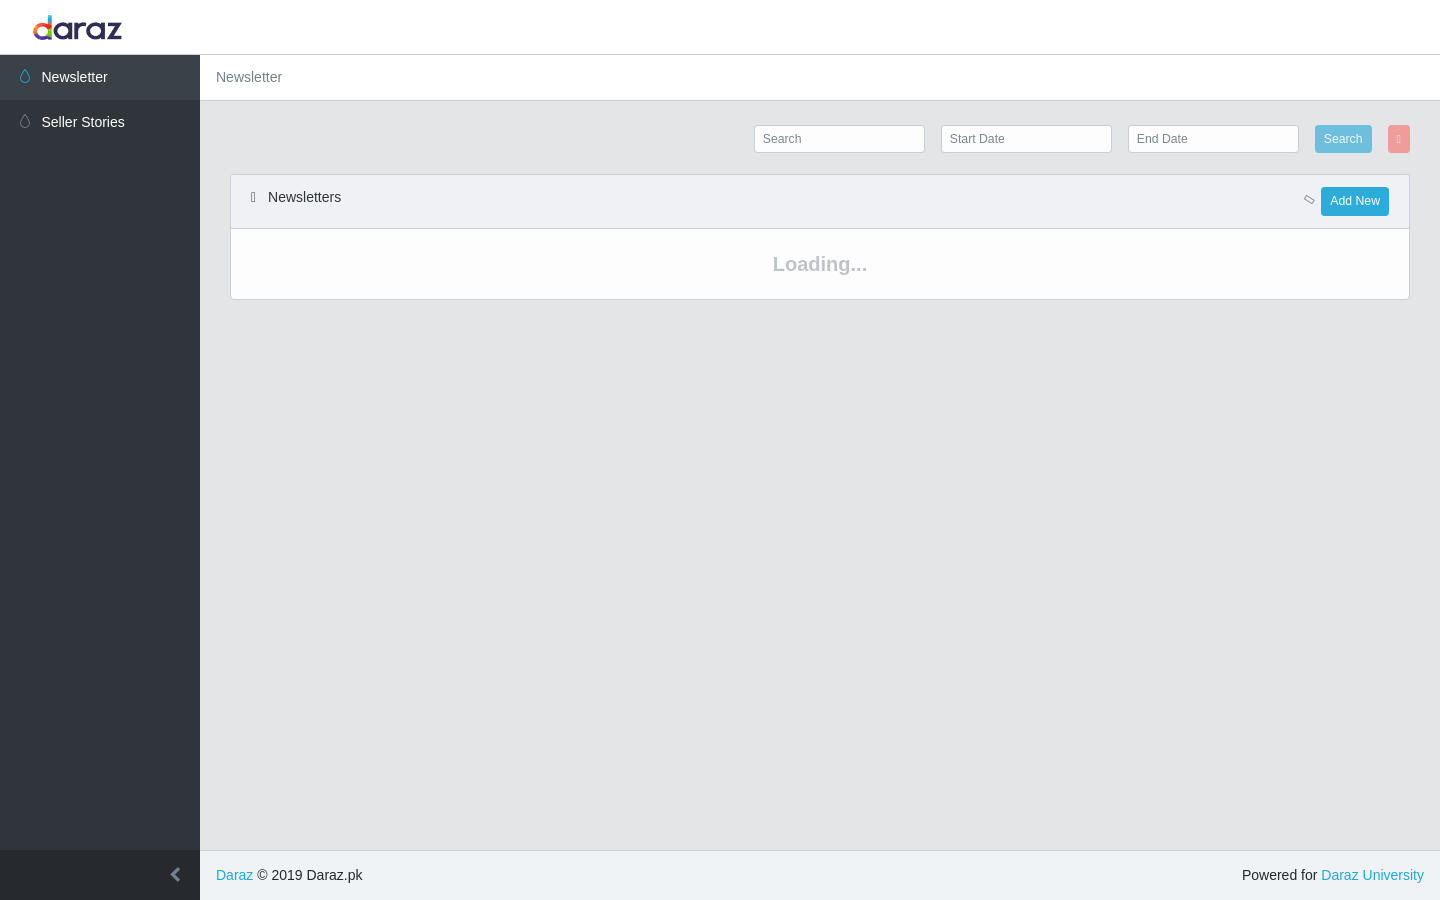 daraz
Newsletter
Seller Stories
Newsletter
Search
Start Date
End Date
Search
Newsletters
Add New
Loading...
Daraz © 2019 Daraz.pk
Powered for Daraz University